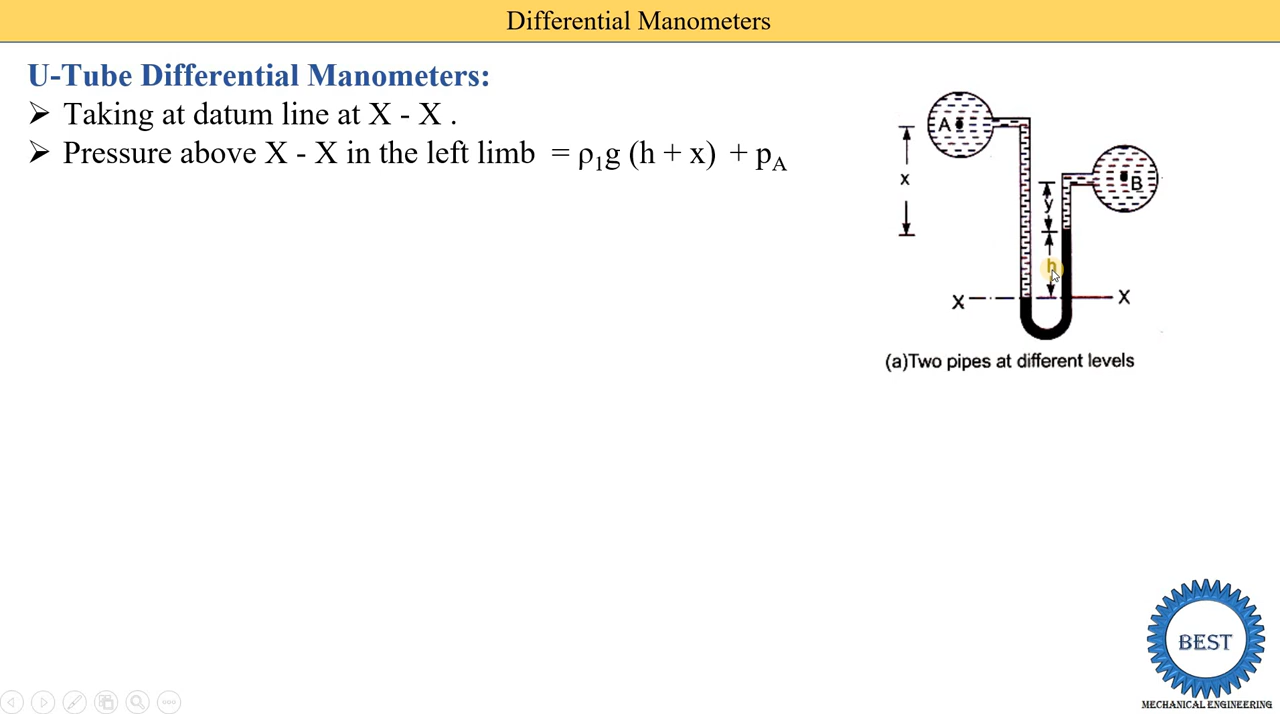 Differential Manometers
U-Tube Differential Manometers:
➢ Taking at datum line at X - X .
➢ Pressure above X - X in the left limb = ρ₁g (h + x) + p_A
A
x
B
y
h
X
X
(a)Two pipes at different levels
BEST
MECHANICAL ENGINEERING